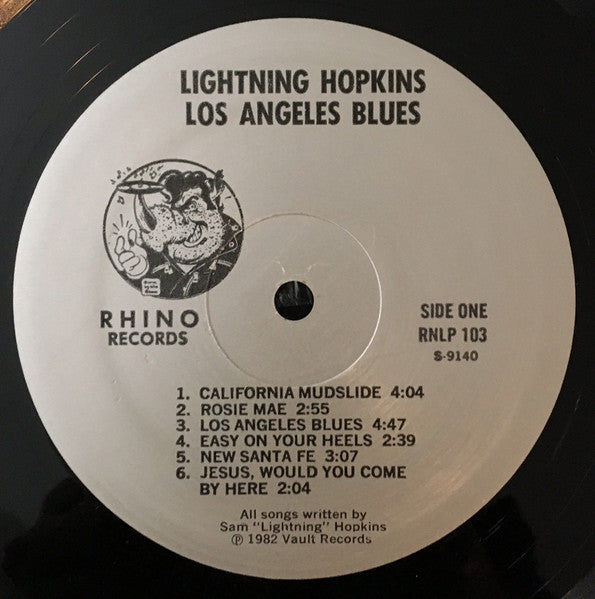 LIGHTNING HOPKINS
LOS ANGELES BLUES
RHINO
RECORDS
SIDE ONE
RNLP 103
S-9140
1. CALIFORNIA MUDSLIDE 4:04
2. ROSIE MAE 2:55
3. LOS ANGELES BLUES 4:47
4. EASY ON YOUR HEELS 2:39
5. NEW SANTA FE 3:07
6. JESUS, WOULD YOU COME
BY HERE 2:04
All songs written by
Sam "Lightning" Hopkins
℗ 1982 Vault Records